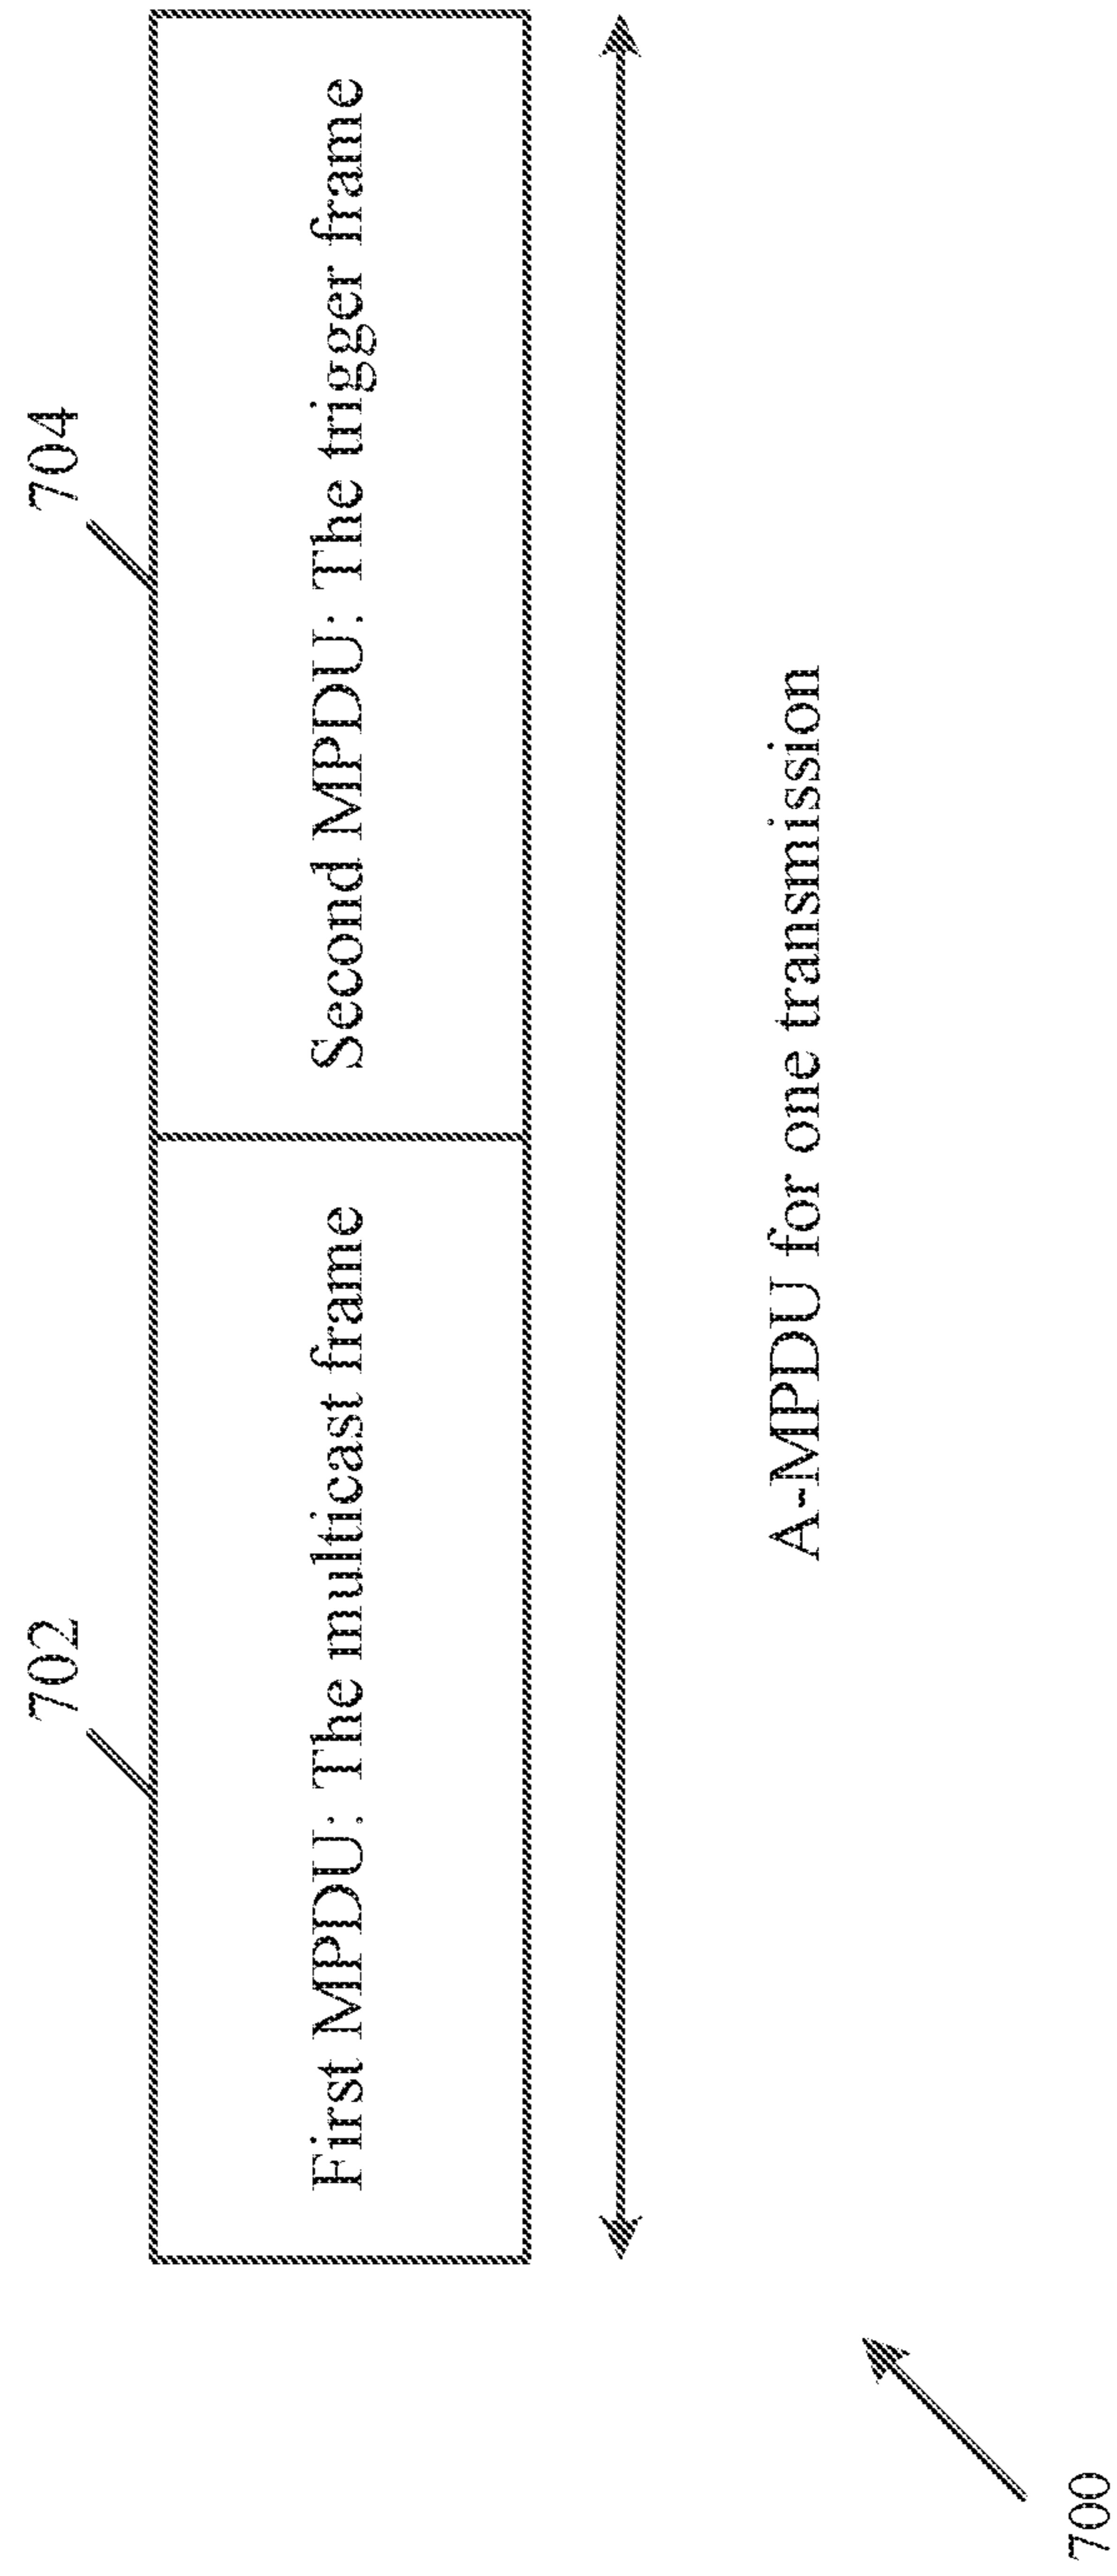 702
704
First MPDU: The multicast frame
Second MPDU: The trigger frame
A-MPDU for one transmission
700